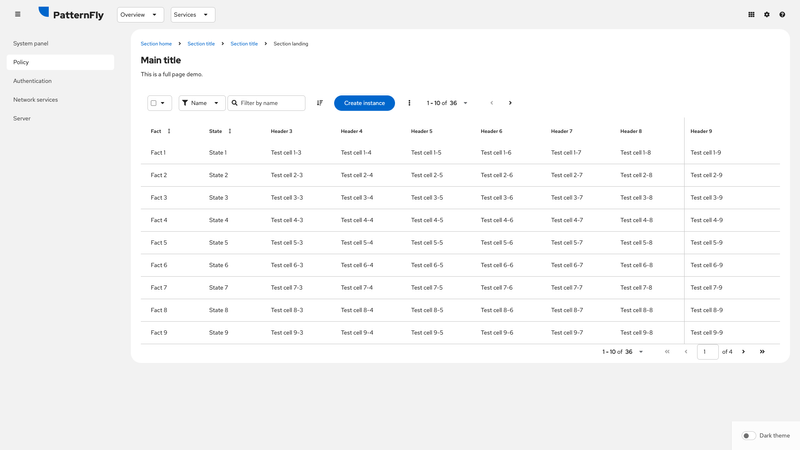 PatternFly Overview Services
System panel
Policy
Authentication
Network services
Server
Section home Section title Section title Section landing
Main title
This is a full page demo.
Name Filter by name Create instance 1 - 10 of 36
Fact State Header 3 Header 4 Header 5 Header 6 Header 7 Header 8 Header 9
Fact 1 State 1 Test cell 1-3 Test cell 1-4 Test cell 1-5 Test cell 1-6 Test cell 1-7 Test cell 1-8 Test cell 1-9
Fact 2 State 2 Test cell 2-3 Test cell 2-4 Test cell 2-5 Test cell 2-6 Test cell 2-7 Test cell 2-8 Test cell 2-9
Fact 3 State 3 Test cell 3-3 Test cell 3-4 Test cell 3-5 Test cell 3-6 Test cell 3-7 Test cell 3-8 Test cell 3-9
Fact 4 State 4 Test cell 4-3 Test cell 4-4 Test cell 4-5 Test cell 4-6 Test cell 4-7 Test cell 4-8 Test cell 4-9
Fact 5 State 5 Test cell 5-3 Test cell 5-4 Test cell 5-5 Test cell 5-6 Test cell 5-7 Test cell 5-8 Test cell 5-9
Fact 6 State 6 Test cell 6-3 Test cell 6-4 Test cell 6-5 Test cell 6-6 Test cell 6-7 Test cell 6-8 Test cell 6-9
Fact 7 State 7 Test cell 7-3 Test cell 7-4 Test cell 7-5 Test cell 7-6 Test cell 7-7 Test cell 7-8 Test cell 7-9
Fact 8 State 8 Test cell 8-3 Test cell 8-4 Test cell 8-5 Test cell 8-6 Test cell 8-7 Test cell 8-8 Test cell 8-9
Fact 9 State 9 Test cell 9-3 Test cell 9-4 Test cell 9-5 Test cell 9-6 Test cell 9-7 Test cell 9-8 Test cell 9-9
1 - 10 of 36 1 of 4
Dark theme